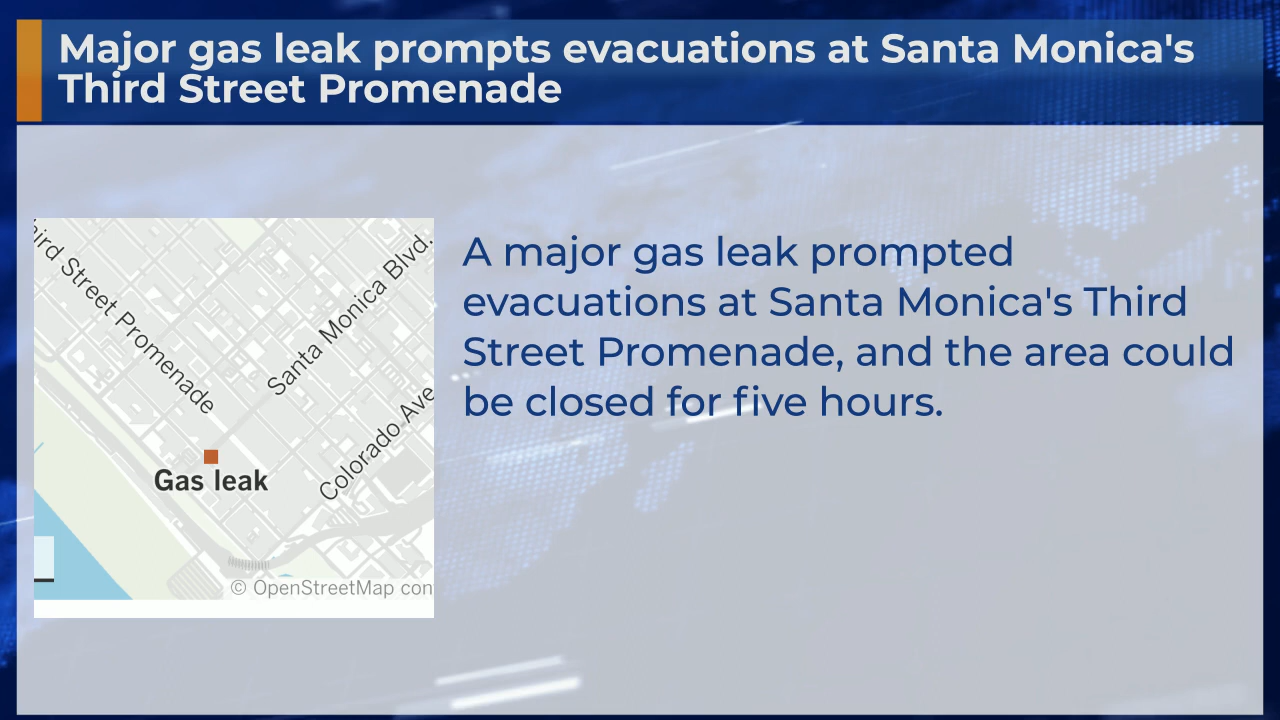 Major gas leak prompts evacuations at Santa Monica's
Third Street Promenade
A major gas leak prompted
evacuations at Santa Monica's Third
Street Promenade, and the area could
be closed for five hours.
ird Street Promenade
Santa Monica Blvd.
Colorado Ave
Gas leak
© OpenStreetMap con